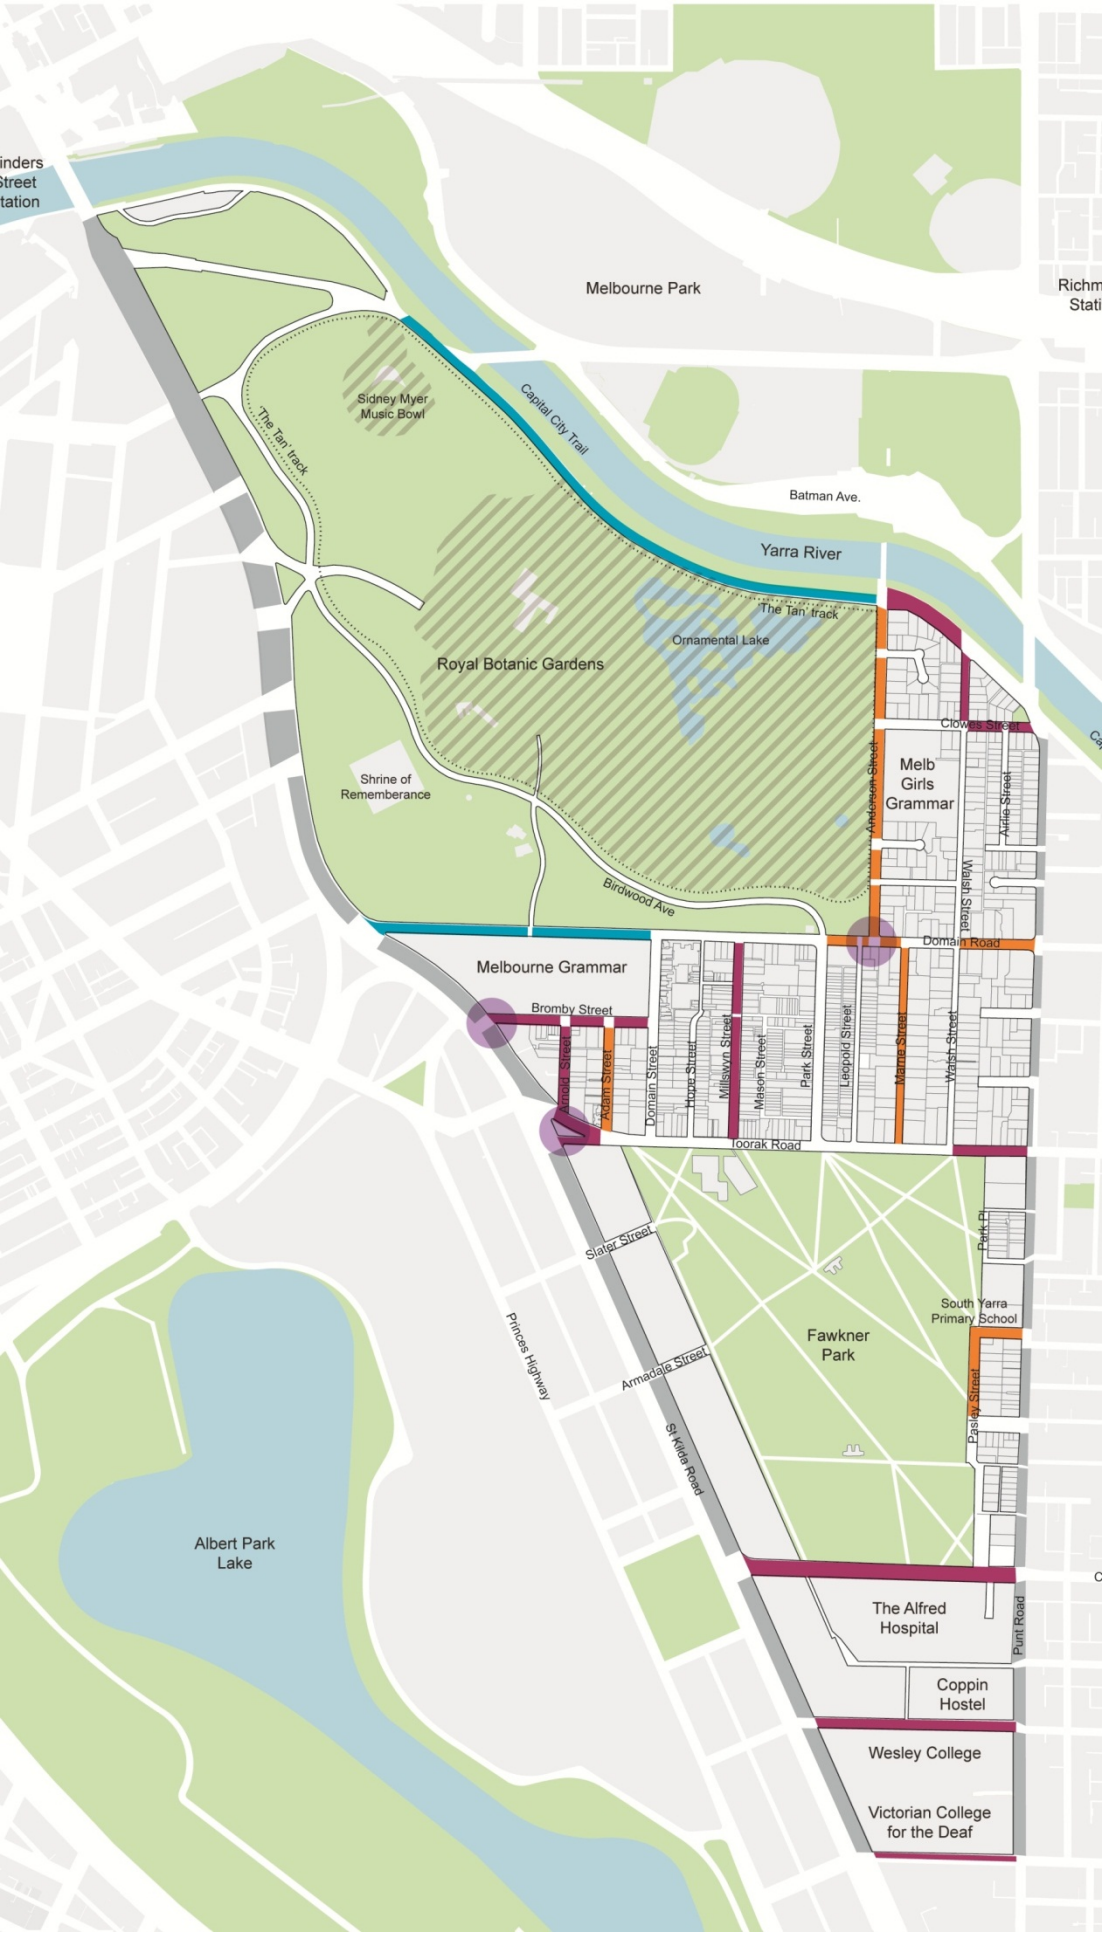 inders
Street
tation
Melbourne Park
Richm
Stati
Sidney Myer
Music Bowl
Capital City Trail
'The Tan' track
Batman Ave.
Yarra River
'The Tan' track
Ornamental Lake
Royal Botanic Gardens
Clowes Street
Ca
Melb
Girls
Grammar
Anderson Street
Airlie Street
Shrine of
Rememberance
Birdwood Ave
Walsh Street
Domain Road
Melbourne Grammar
Bromby Street
Arnold Street
Adam Street
Domain Street
Hope Street
Millswyn Street
Mason Street
Park Street
Leopold Street
Marne Street
Walsh Street
Toorak Road
Slater Street
Park Pl
South Yarra
Primary School
Fawkner
Park
Princes Highway
Armadale Street
Pasley Street
St Kilda Road
Albert Park
Lake
C
The Alfred
Hospital
Punt Road
Coppin
Hostel
Wesley College
Victorian College
for the Deaf